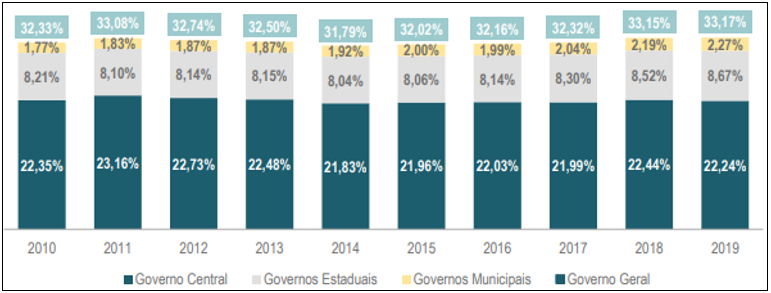 32,33% 33,08% 32,74% 32,50% 31,79% 32,02% 32,16% 32,32% 33,15% 33,17%
1,77% 1,83% 1,87% 1,87% 1,92% 2,00% 1,99% 2,04% 2,19% 2,27%
8,21% 8,10% 8,14% 8,15% 8,04% 8,06% 8,14% 8,30% 8,52% 8,67%
22,35% 23,16% 22,73% 22,48% 21,83% 21,96% 22,03% 21,99% 22,44% 22,24%
2010 2011 2012 2013 2014 2015 2016 2017 2018 2019
Governo Central Governos Estaduais Governos Municipais Governo Geral